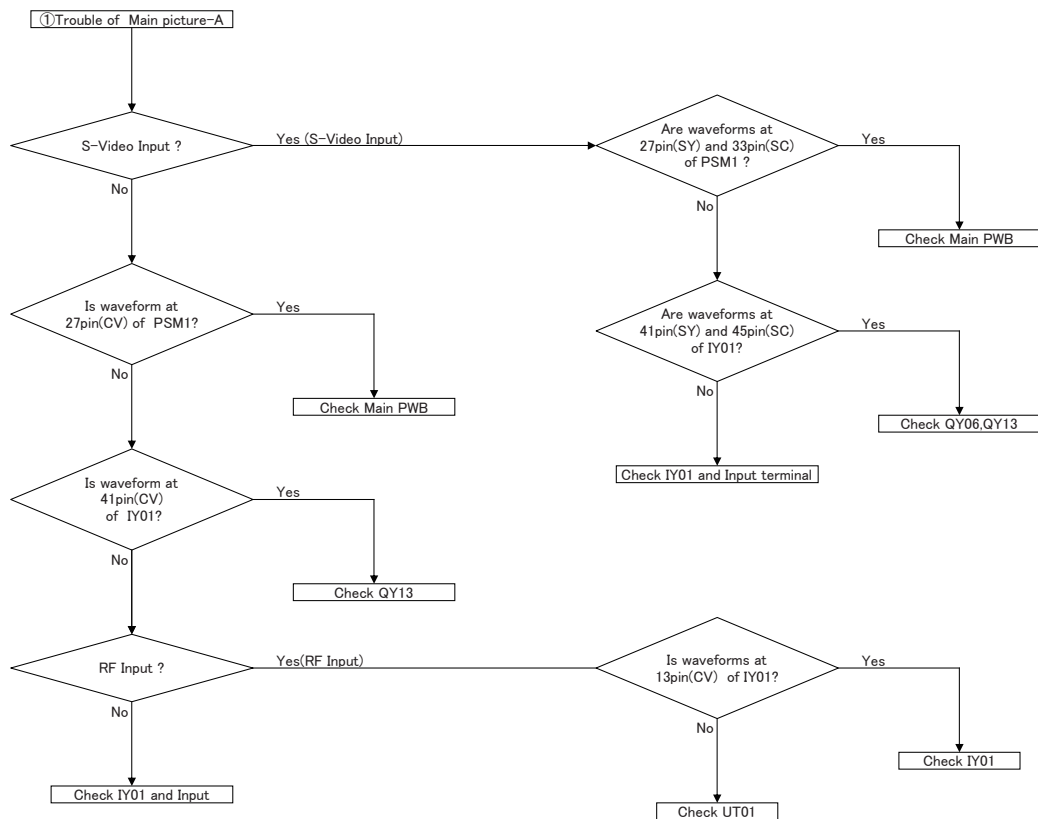 ①Trouble of Main picture-A
S-Video Input ?
Yes (S-Video Input)
Are waveforms at
27pin(SY) and 33pin(SC)
of PSM1 ?
Yes
No
No
Check Main PWB
Is waveform at
27pin(CV) of PSM1?
Yes
Are waveforms at
41pin(SY) and 45pin(SC)
of IY01?
Yes
No
No
Check Main PWB
Check QY06,QY13
Is waveform at
41pin(CV)
of IY01?
Yes
Check IY01 and Input terminal
No
Check QY13
RF Input ?
Yes(RF Input)
Is waveforms at
13pin(CV) of IY01?
Yes
No
No
Check IY01
Check IY01 and Input
Check UT01